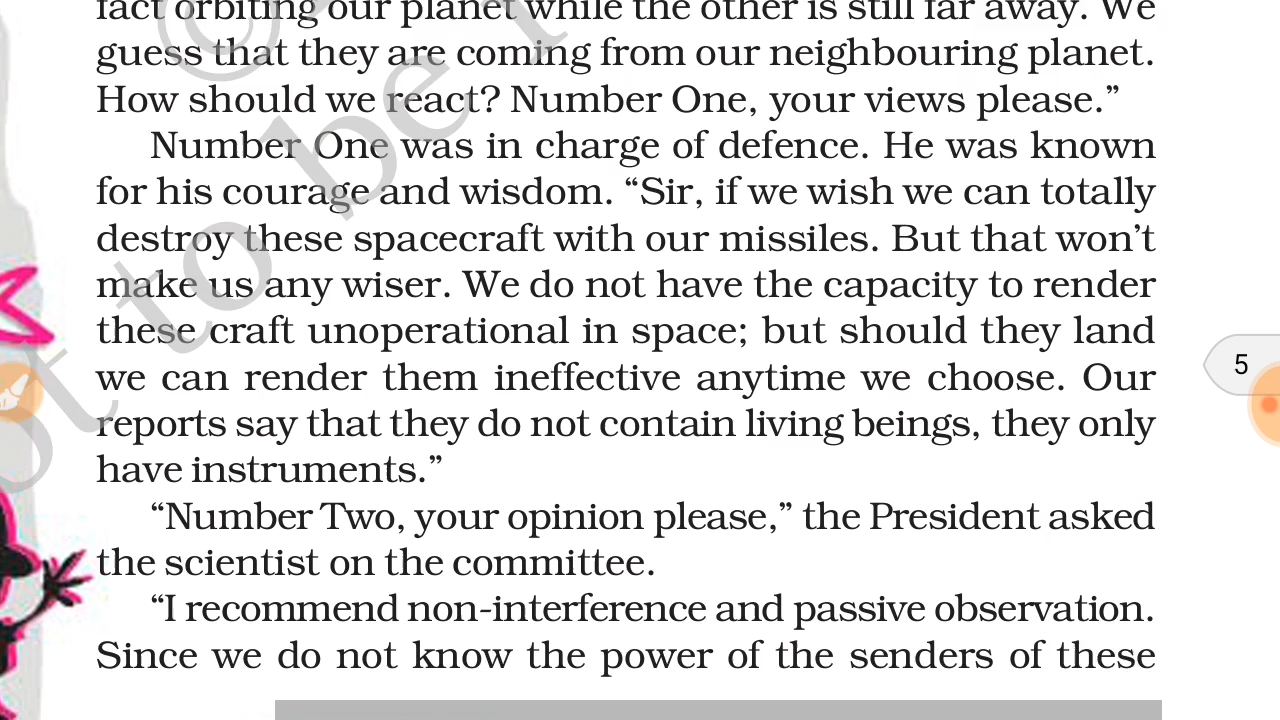 fact orbiting our planet while the other is still far away. We
guess that they are coming from our neighbouring planet.
How should we react? Number One, your views please.”
Number One was in charge of defence. He was known
for his courage and wisdom. “Sir, if we wish we can totally
destroy these spacecraft with our missiles. But that won’t
make us any wiser. We do not have the capacity to render
these craft unoperational in space; but should they land
we can render them ineffective anytime we choose. Our
reports say that they do not contain living beings, they only
have instruments.”
“Number Two, your opinion please,” the President asked
the scientist on the committee.
“I recommend non-interference and passive observation.
Since we do not know the power of the senders of these
5
©
ot to be r